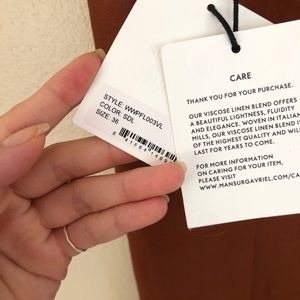 STYLE: WWPFL003VL
COLOR: SDL
SIZE: 36
CARE
THANK YOU FOR YOUR PURCHASE.
OUR VISCOSE LINEN BLEND OFFERS
A BEAUTIFUL LIGHTNESS, FLUIDITY
AND ELEGANCE. WOVEN IN ITALIAN
MILLS, OUR VISCOSE LINEN BLEND I
OF THE HIGHEST QUALITY AND WILL
LAST FOR YEARS TO COME.
FOR MORE INFORMATION
ON CARING FOR YOUR ITEM,
PLEASE VISIT
WWW.MANSURGAVRIEL.COM/CA